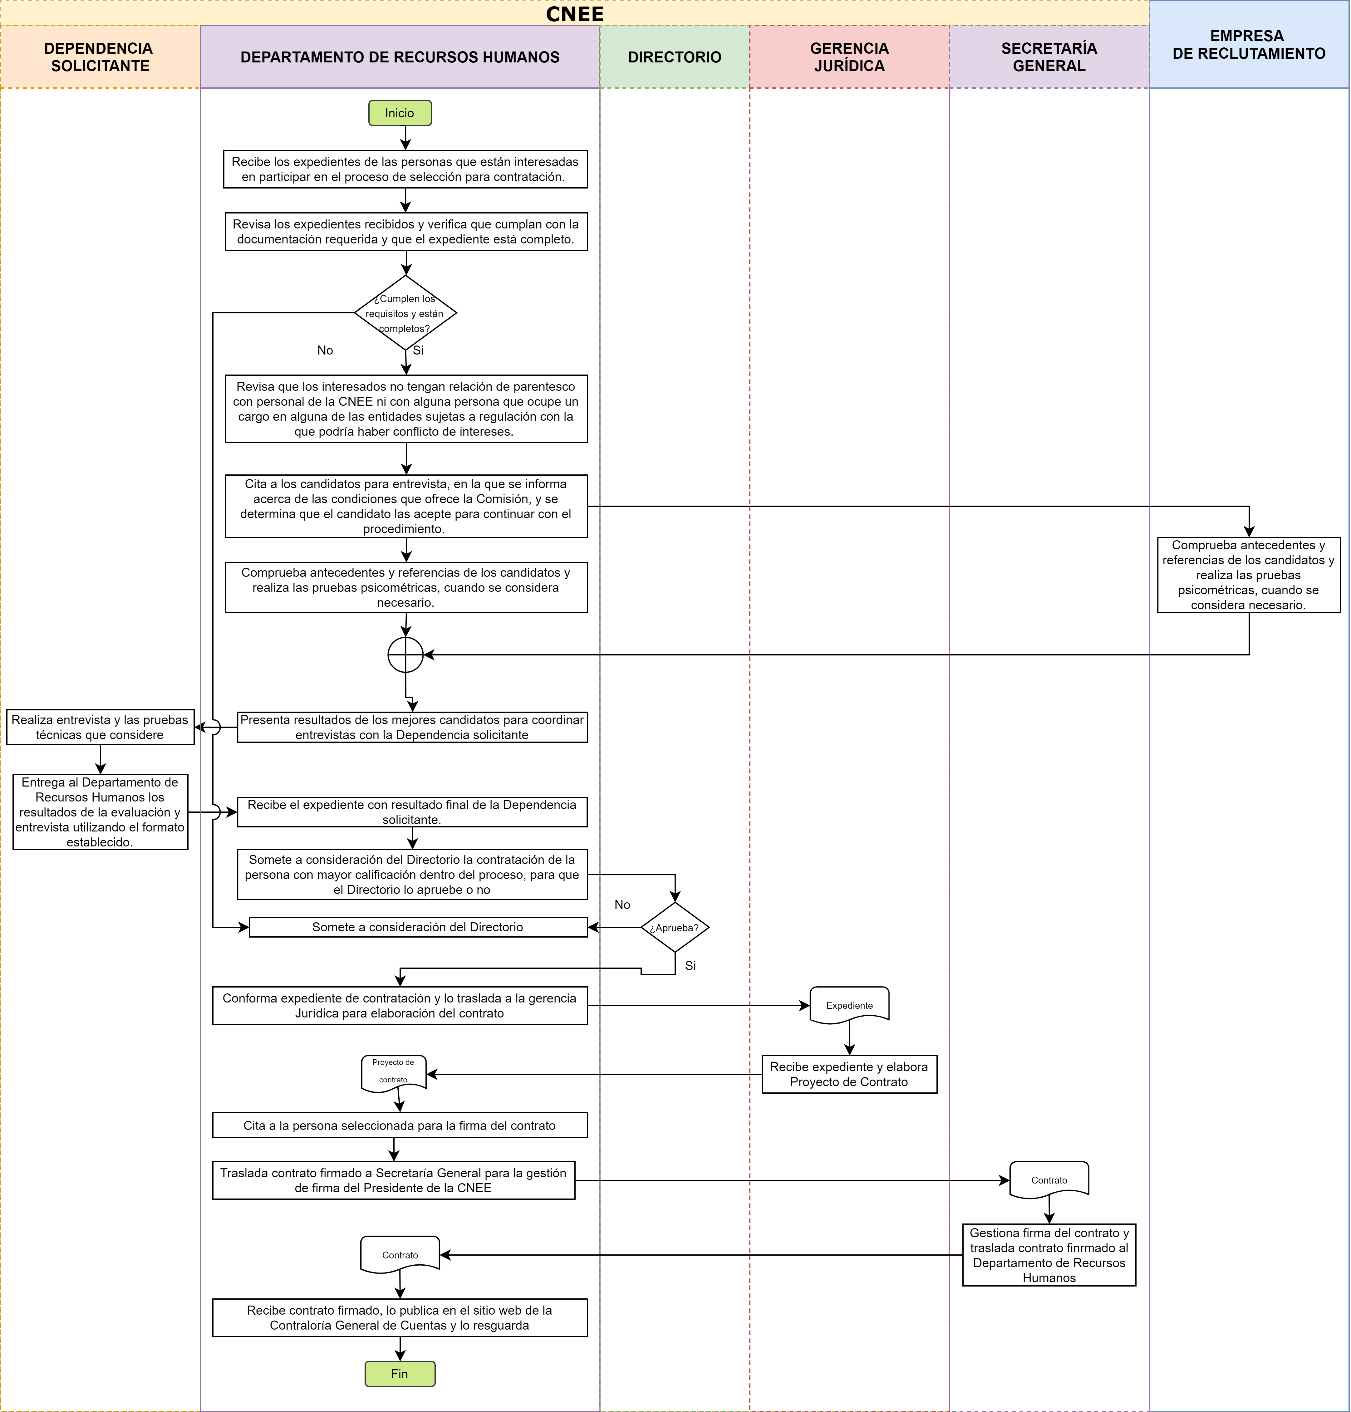 CNEE
DEPENDENCIA
SOLICITANTE
DEPARTAMENTO DE RECURSOS HUMANOS
DIRECTORIO
GERENCIA
JURÍDICA
SECRETARÍA
GENERAL
EMPRESA
DE RECLUTAMIENTO
Inicio
Recibe los expedientes de las personas que están interesadas
en participar en el proceso de selección para contratación.
Revisa los expedientes recibidos y verifica que cumplan con la
documentación requerida y que el expediente está completo.
¿Cumplen los
requisitos y están
completos?
No
Si
Revisa que los interesados no tengan relación de parentesco
con personal de la CNEE ni con alguna persona que ocupe un
cargo en alguna de las entidades sujetas a regulación con la
que podría haber conflicto de intereses.
Cita a los candidatos para entrevista, en la que se informa
acerca de las condiciones que ofrece la Comisión, y se
determina que el candidato las acepte para continuar con el
procedimiento.
Comprueba antecedentes y
referencias de los candidatos y
realiza las pruebas
psicométricas, cuando se
considera necesario.
Comprueba antecedentes y referencias de los candidatos y
realiza las pruebas psicométricas, cuando se considera
necesario.
Presenta resultados de los mejores candidatos para coordinar
entrevistas con la Dependencia solicitante
Realiza entrevista y las pruebas
técnicas que considere
Entrega al Departamento de
Recursos Humanos los
resultados de la evaluación y
entrevista utilizando el formato
establecido.
Recibe el expediente con resultado final de la Dependencia
solicitante.
Somete a consideración del Directorio la contratación de la
persona con mayor calificación dentro del proceso, para que
el Directorio lo apruebe o no
No
¿Aprueba?
Somete a consideración del Directorio
Si
Conforma expediente de contratación y lo traslada a la gerencia
Jurídica para elaboración del contrato
Expediente
Recibe expediente y elabora
Proyecto de Contrato
Proyecto de
contrato
Cita a la persona seleccionada para la firma del contrato
Traslada contrato firmado a Secretaría General para la gestión
de firma del Presidente de la CNEE
Contrato
Gestiona firma del contrato y
traslada contrato finrmado al
Departamento de Recursos
Humanos
Contrato
Recibe contrato firmado, lo publica en el sitio web de la
Contraloría General de Cuentas y lo resguarda
Fin